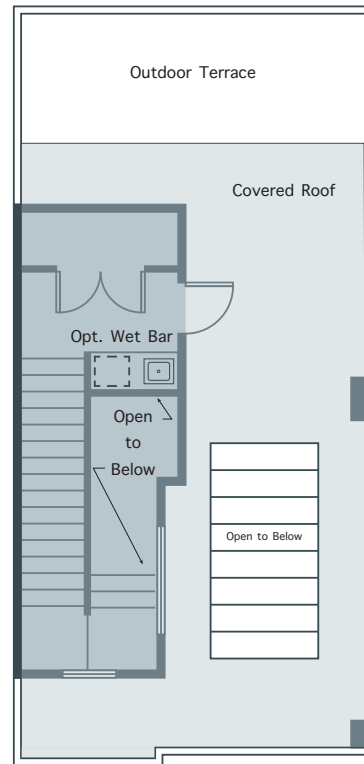 Outdoor Terrace
Covered Roof
Opt. Wet Bar
Open
to
Below
Open to Below